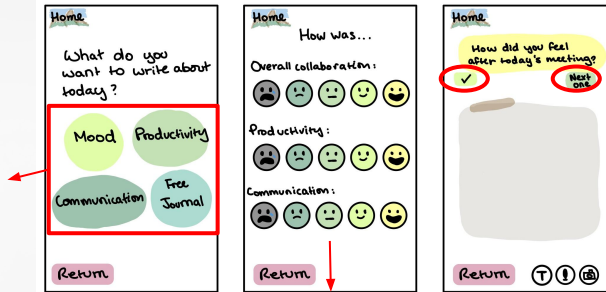 Home
What do you
want to write about
today?
Mood
Productivity
Communication
Free
Journal
Return
Home
How was...
Overall collaboration:
Productivity:
Communication:
Return
Home
How did you feel
after today's meeting?
✓
Next
one
Return
T
!